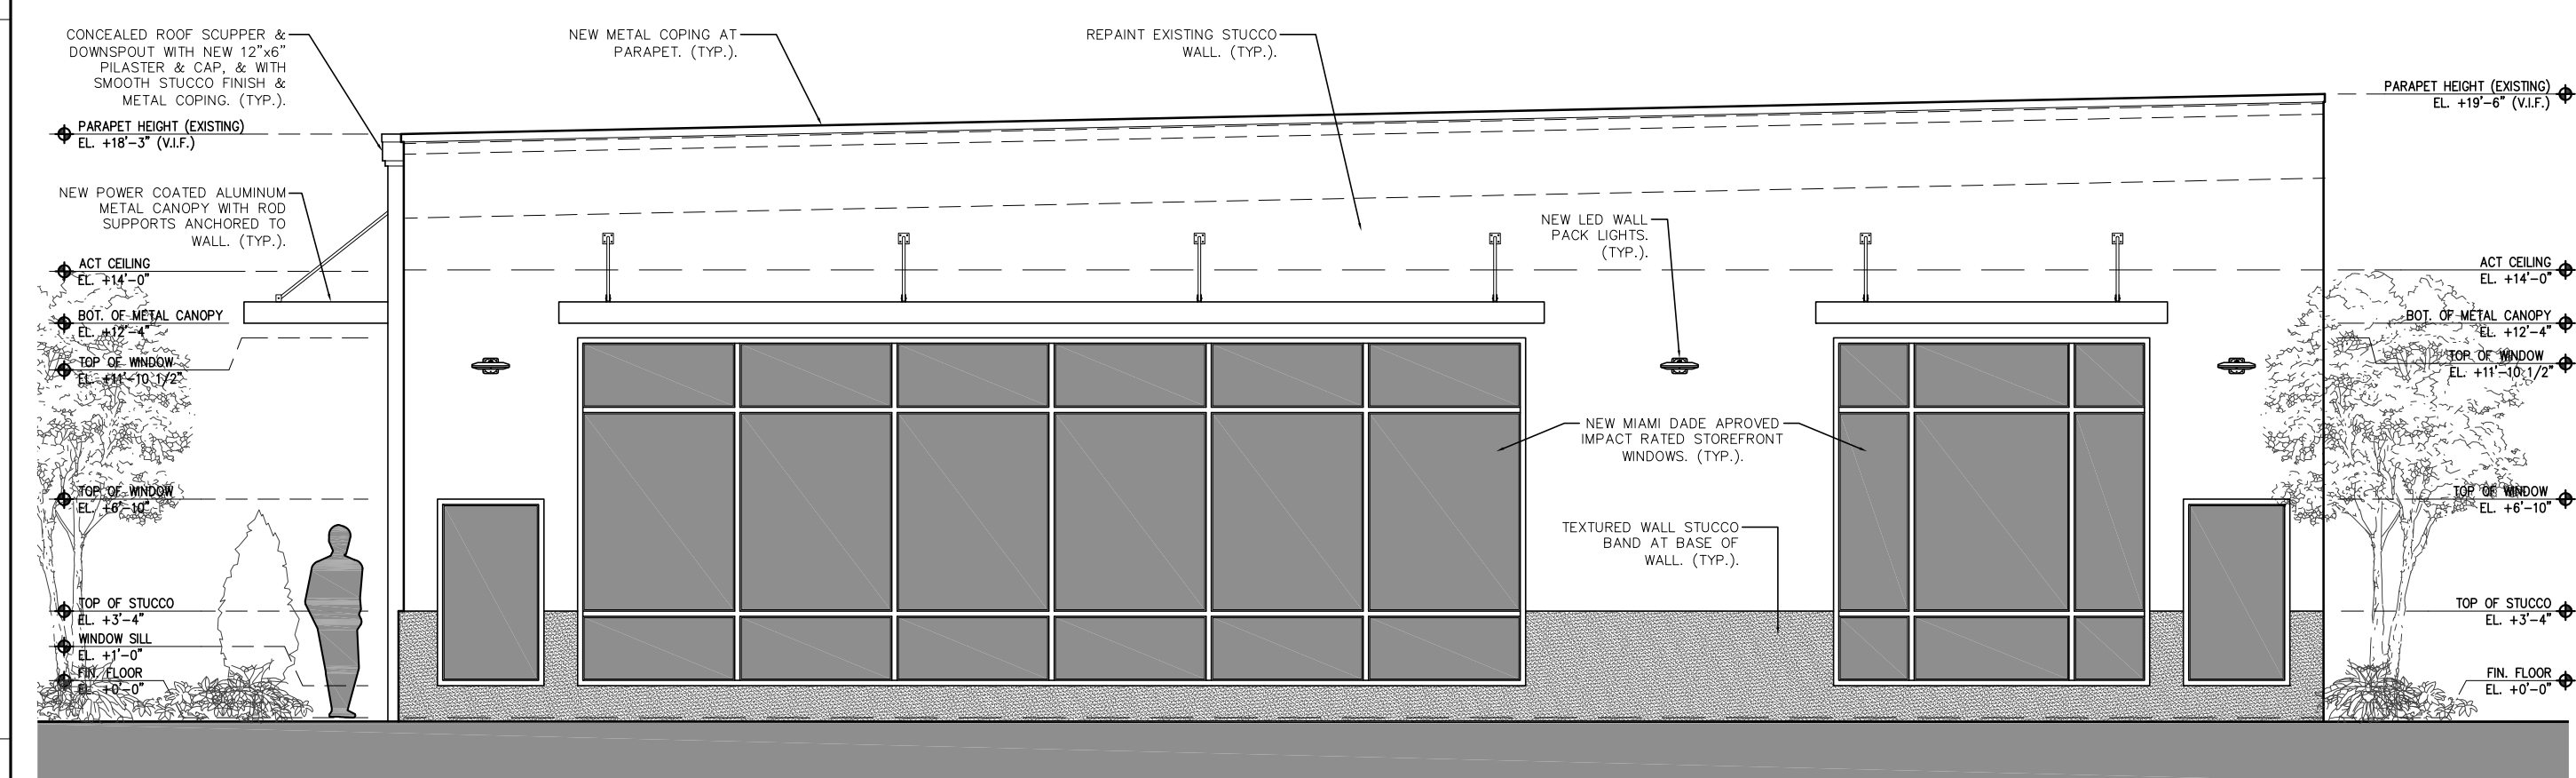 CONCEALED ROOF SCUPPER &
DOWNSPOUT WITH NEW 12"x6"
PILASTER & CAP, & WITH
SMOOTH STUCCO FINISH &
METAL COPING. (TYP.).
PARAPET HEIGHT (EXISTING)
EL. +18'-3" (V.I.F.)
NEW POWER COATED ALUMINUM
METAL CANOPY WITH ROD
SUPPORTS ANCHORED TO
WALL. (TYP.).
ACT CEILING
EL. +14'-0"
BOT. OF METAL CANOPY
EL. +12'-4"
TOP OF WINDOW
EL. +11'-10 1/2"
TOP OF WINDOW
EL. +6'-10"
TOP OF STUCCO
EL. +3'-4"
WINDOW SILL
EL. +1'-0"
FIN. FLOOR
EL. +0'-0"
NEW METAL COPING AT
PARAPET. (TYP.).
REPAINT EXISTING STUCCO
WALL. (TYP.).
NEW LED WALL
PACK LIGHTS.
(TYP.).
NEW MIAMI DADE APROVED
IMPACT RATED STOREFRONT
WINDOWS. (TYP.).
TEXTURED WALL STUCCO
BAND AT BASE OF
WALL. (TYP.).
PARAPET HEIGHT (EXISTING)
EL. +19'-6" (V.I.F.)
ACT CEILING
EL. +14'-0"
BOT. OF METAL CANOPY
EL. +12'-4"
TOP OF WINDOW
EL. +11'-10 1/2"
TOP OF WINDOW
EL. +6'-10"
TOP OF STUCCO
EL. +3'-4"
FIN. FLOOR
EL. +0'-0"